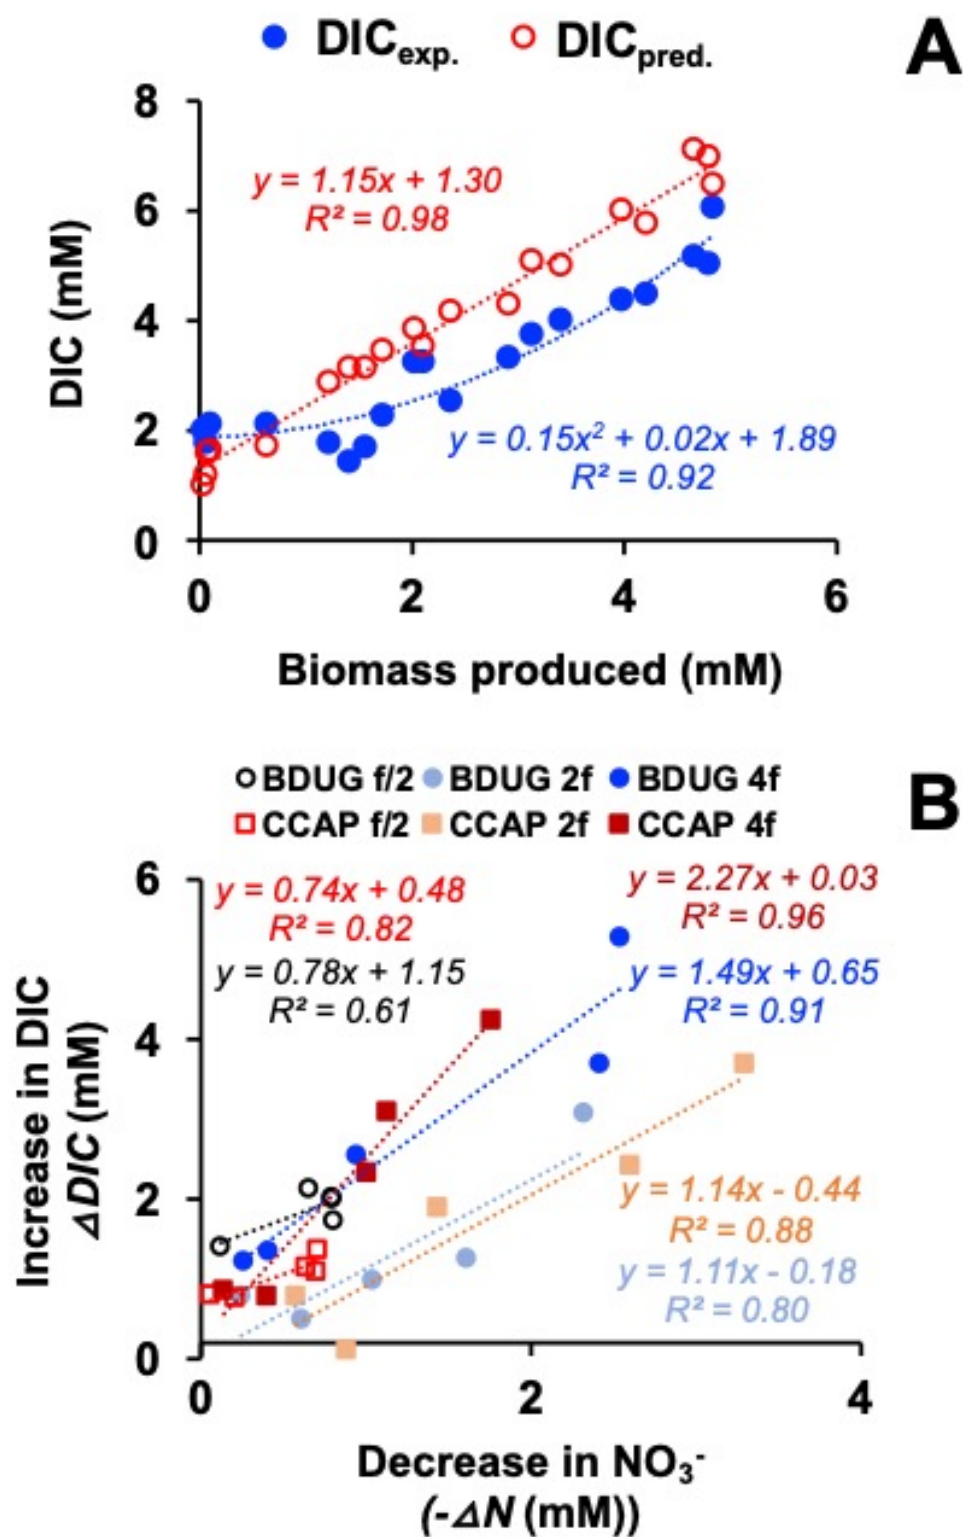 DICexp. DICpred.
A
8
y = 1.15x + 1.30
R² = 0.98
6
DIC (mM)
4
2
y = 0.15x² + 0.02x + 1.89
R² = 0.92
0
0 2 4 6
Biomass produced (mM)
BDUG f/2 BDUG 2f BDUG 4f
CCAP f/2 CCAP 2f CCAP 4f
B
6
y = 0.74x + 0.48
R² = 0.82
y = 2.27x + 0.03
R² = 0.96
y = 0.78x + 1.15
R² = 0.61
y = 1.49x + 0.65
R² = 0.91
Increase in DIC
ΔDIC (mM)
4
2
y = 1.14x - 0.44
R² = 0.88
y = 1.11x - 0.18
R² = 0.80
0
0 2 4
Decrease in NO₃⁻
(-ΔN (mM))